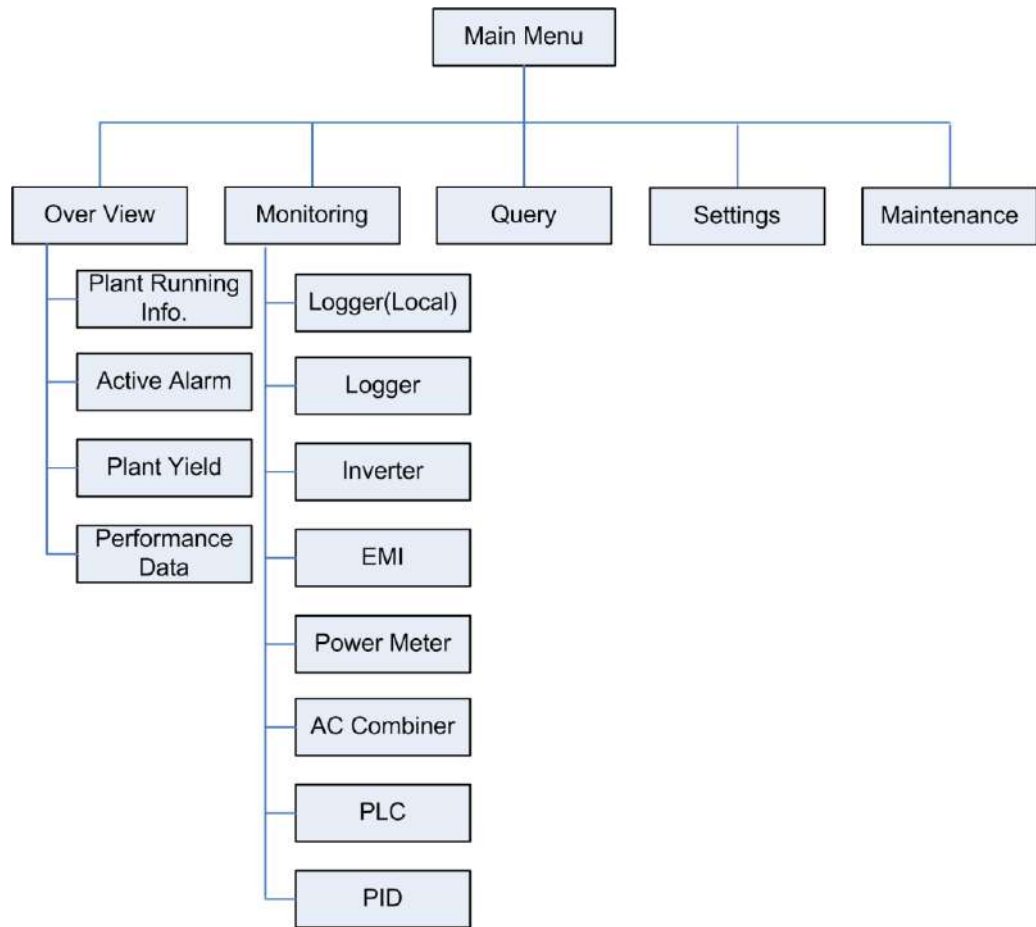 Main Menu
Over View
Monitoring
Query
Settings
Maintenance
Plant Running
Info.
Active Alarm
Plant Yield
Performance
Data
Logger(Local)
Logger
Inverter
EMI
Power Meter
AC Combiner
PLC
PID